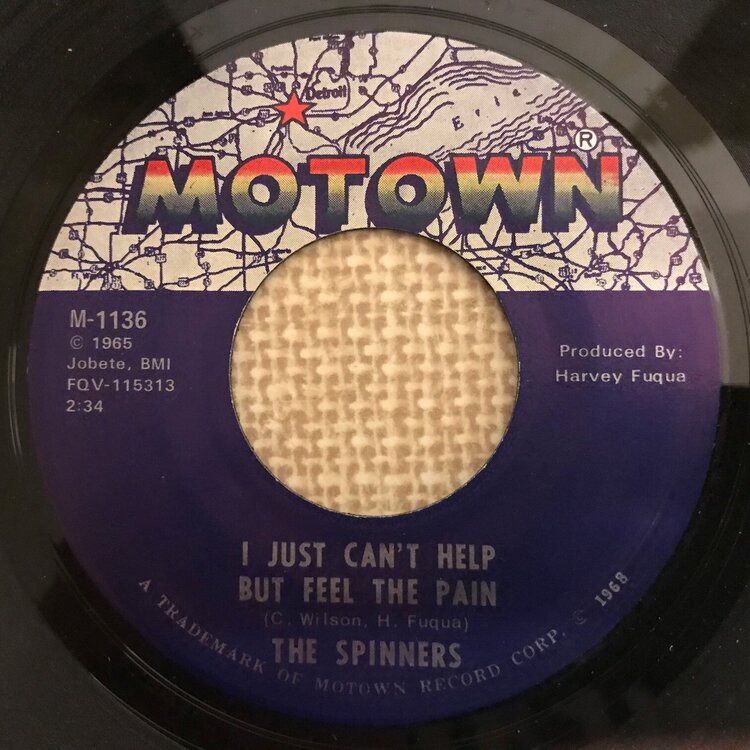 Detroit
Erie
MOTOWN®
M-1136
© 1965
Jobete, BMI
FQV-115313
2:34
Produced By:
Harvey Fuqua
I JUST CAN'T HELP
BUT FEEL THE PAIN
(C. Wilson, H. Fuqua)
THE SPINNERS
A TRADEMARK OF MOTOWN RECORD CORP. © 1968